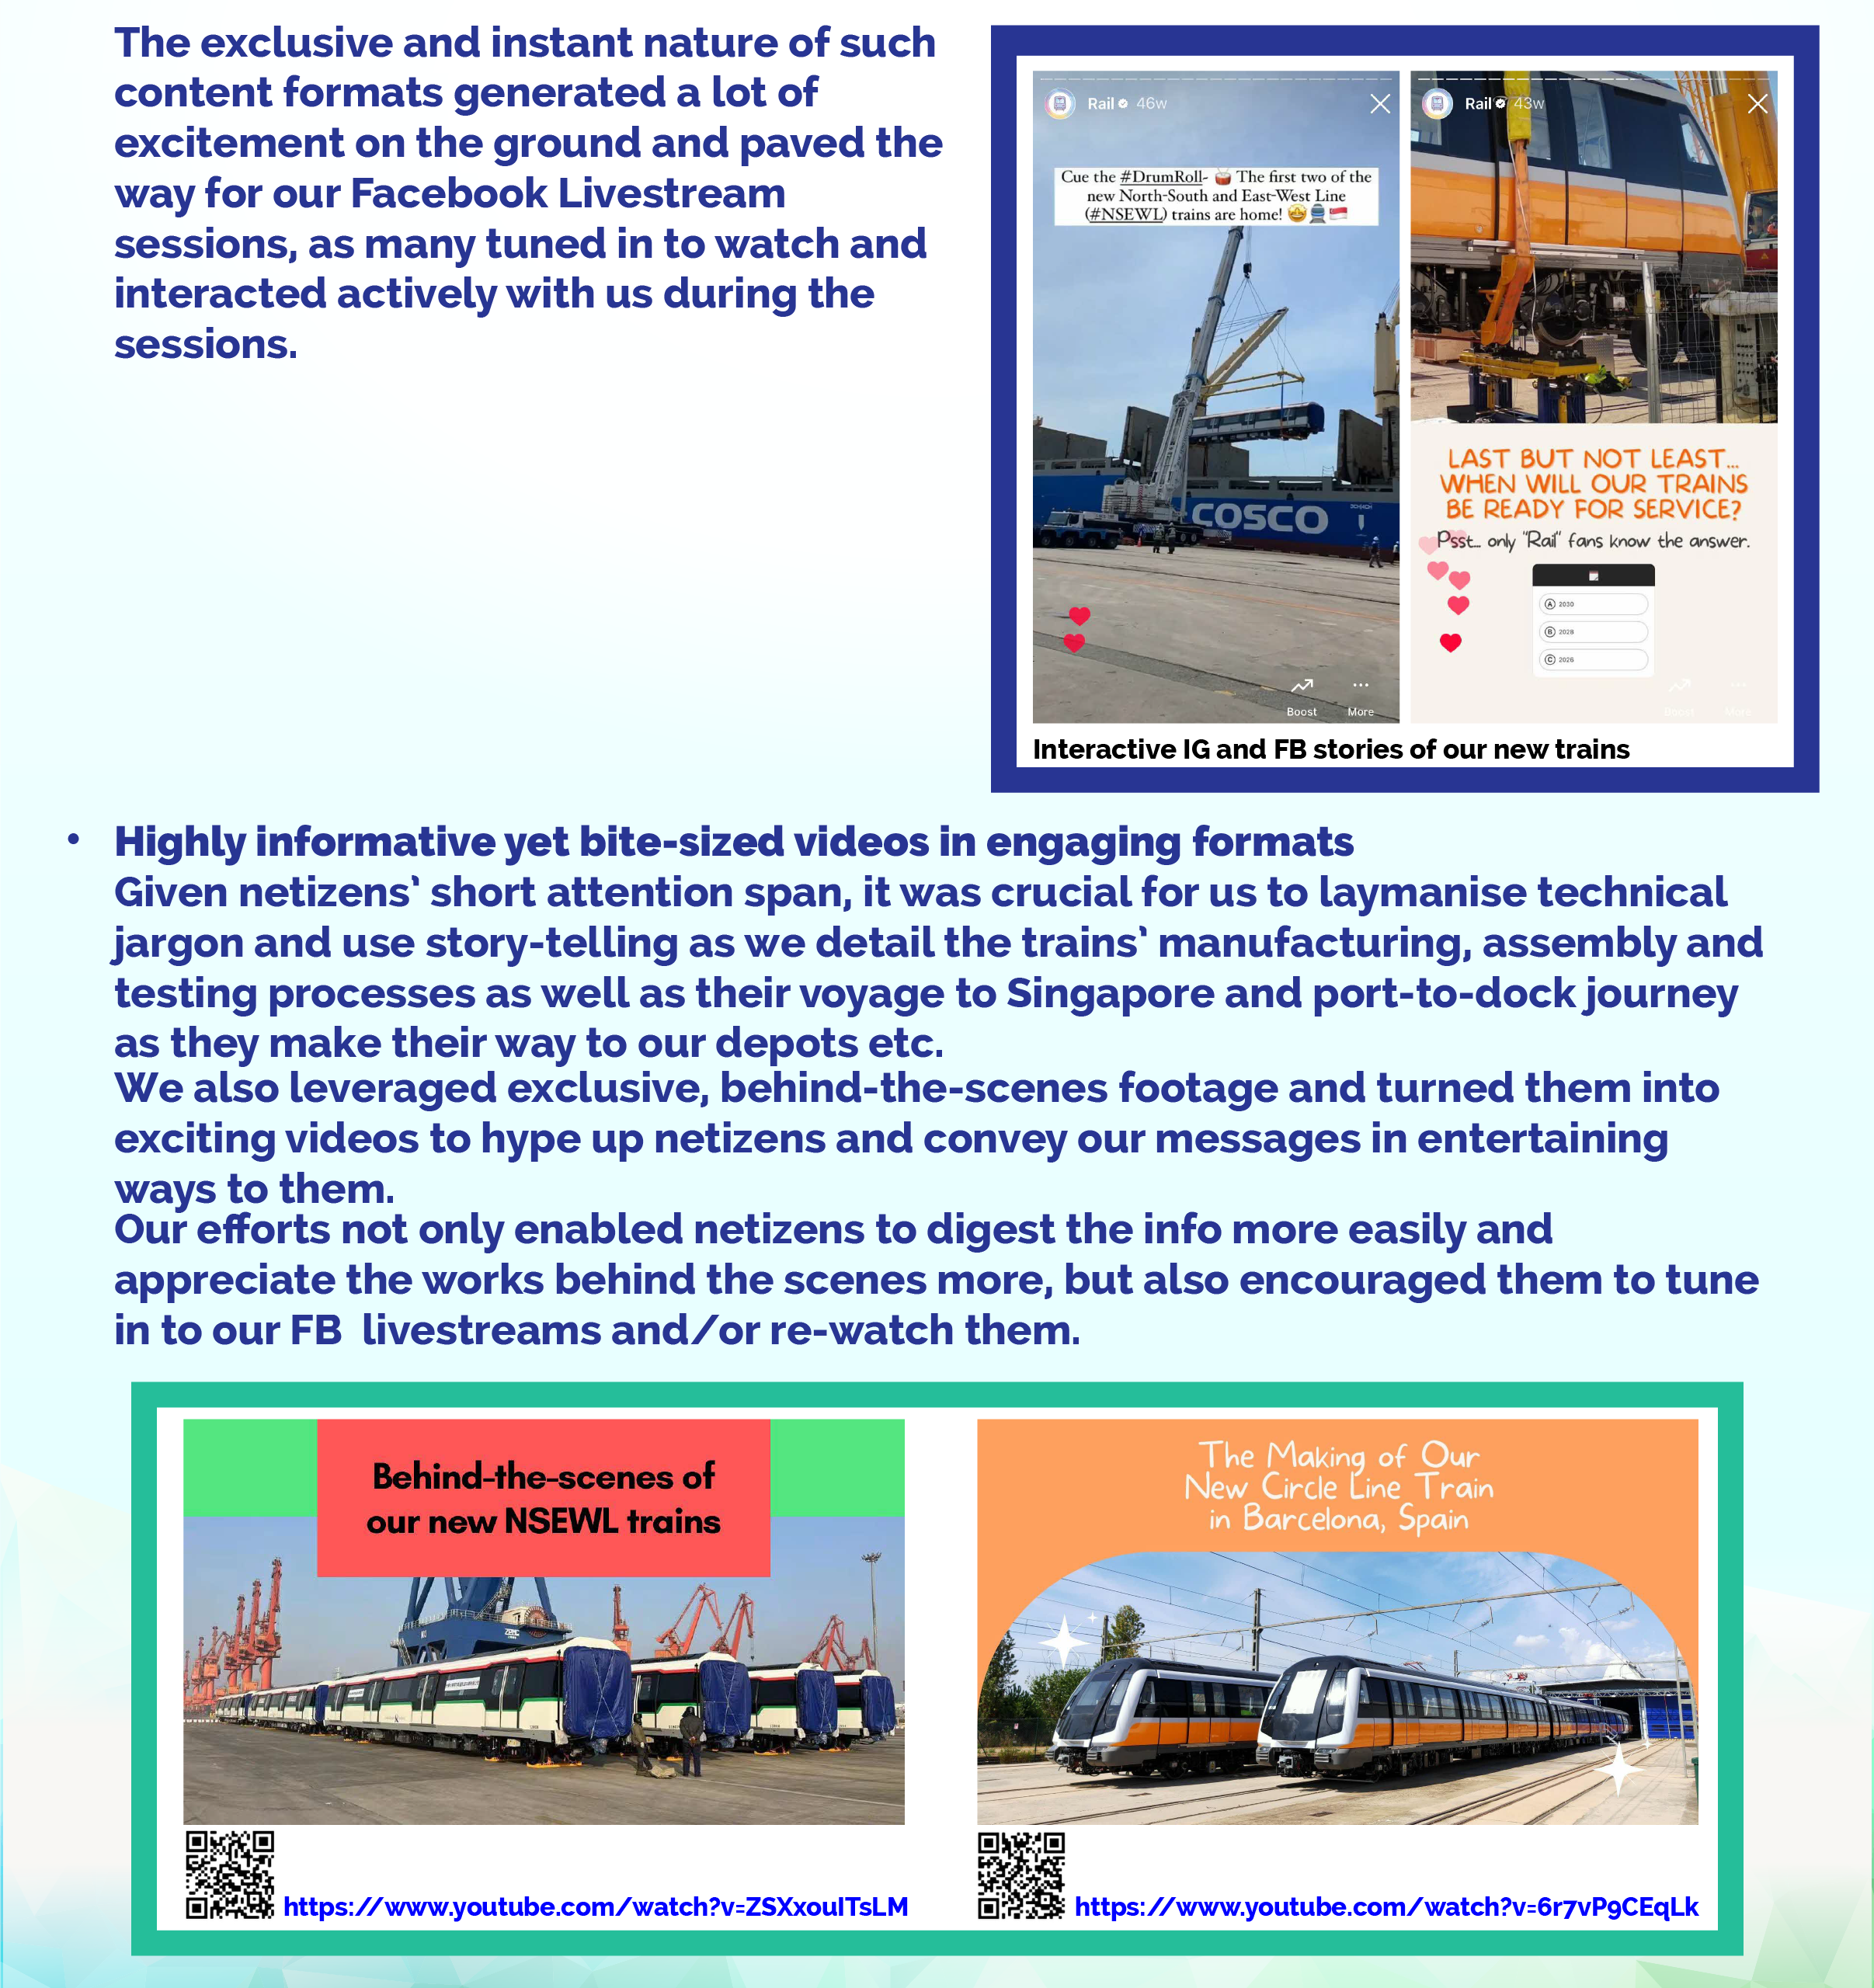 The exclusive and instant nature of such
content formats generated a lot of
excitement on the ground and paved the
way for our Facebook Livestream
sessions, as many tuned in to watch and
interacted actively with us during the
sessions.
Rail 46w
Cue the #DrumRoll- 🥁 The first two of the
new North-South and East-West Line
(#NSEWL) trains are home! 🤩🚆🇸🇬
COSCO
Boost More
Rail 43w
LAST BUT NOT LEAST...
WHEN WILL OUR TRAINS
BE READY FOR SERVICE?
Psst... only "Rail" fans know the answer.
A 2030
B 2028
C 2026
Boost More
Interactive IG and FB stories of our new trains
• Highly informative yet bite-sized videos in engaging formats
Given netizens’ short attention span, it was crucial for us to laymanise technical
jargon and use story-telling as we detail the trains’ manufacturing, assembly and
testing processes as well as their voyage to Singapore and port-to-dock journey
as they make their way to our depots etc.
We also leveraged exclusive, behind-the-scenes footage and turned them into
exciting videos to hype up netizens and convey our messages in entertaining
ways to them.
Our efforts not only enabled netizens to digest the info more easily and
appreciate the works behind the scenes more, but also encouraged them to tune
in to our FB  livestreams and/or re-watch them.
Behind-the-scenes of
our new NSEWL trains
ZPMC
https://www.youtube.com/watch?v=ZSXxouITsLM
The Making of Our
New Circle Line Train
in Barcelona, Spain
https://www.youtube.com/watch?v=6r7vP9CEqLk